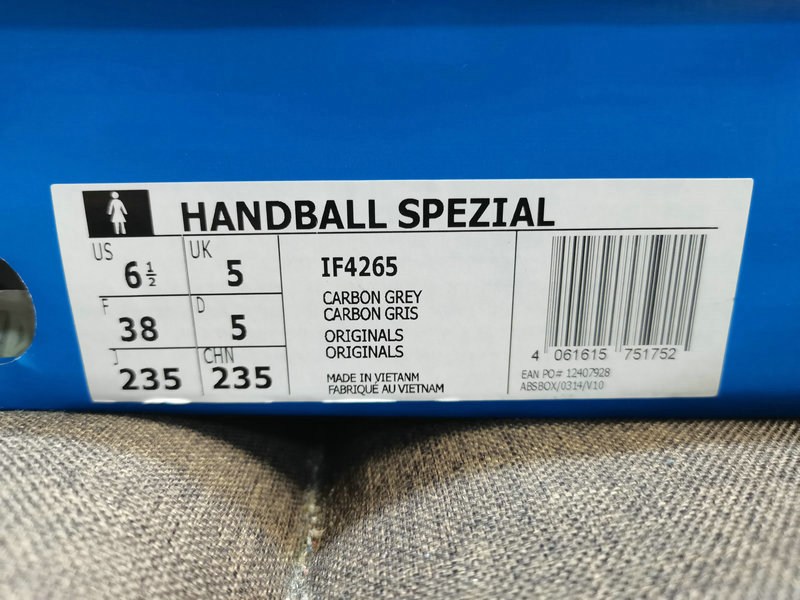 HANDBALL SPEZIAL
US 6½
UK 5
F 38
D 5
J 235
CHN 235
IF4265
CARBON GREY
CARBON GRIS
ORIGINALS
ORIGINALS
MADE IN VIETANM
FABRIQUÉ AU VIETNAM
4 061615 751752
EAN PO# 12407928
ABSBOX/0314/V10